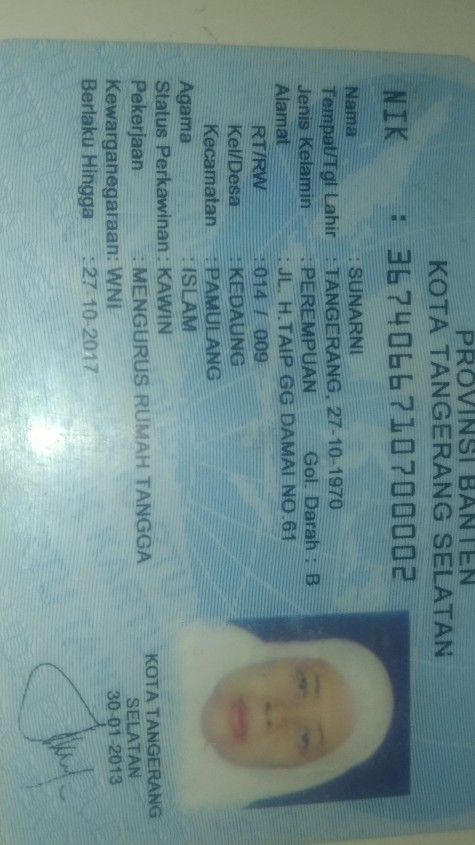 PROVINSI BANTEN
KOTA TANGERANG SELATAN
NIK : 3674066710700002
Nama : SUNARNI
Tempat/Tgl Lahir : TANGERANG, 27-10-1970
Jenis Kelamin : PEREMPUAN Gol. Darah : B
Alamat : JL. H.TAIP GG DAMAI NO.61
RT/RW : 014 / 009
Kel/Desa : KEDAUNG
Kecamatan : PAMULANG
Agama : ISLAM
Status Perkawinan : KAWIN
Pekerjaan : MENGURUS RUMAH TANGGA
Kewarganegaraan: WNI
Berlaku Hingga : 27-10-2017
KOTA TANGERANG
SELATAN
30-01-2013